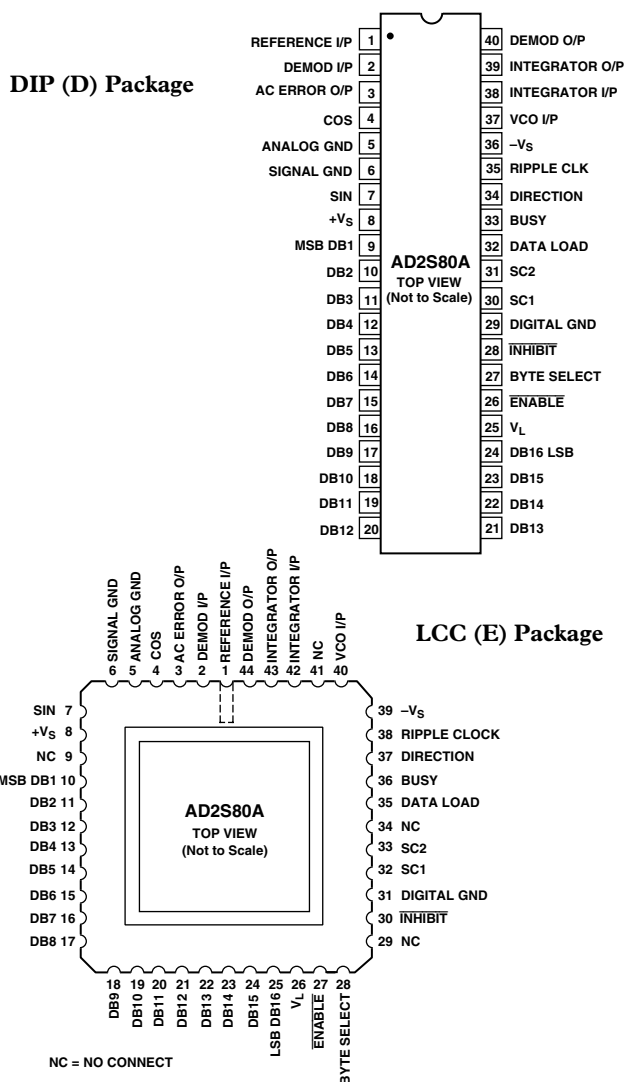 DIP (D) Package
REFERENCE I/P 1
DEMOD I/P 2
AC ERROR O/P 3
COS 4
ANALOG GND 5
SIGNAL GND 6
SIN 7
+VS 8
MSB DB1 9
DB2 10
DB3 11
DB4 12
DB5 13
DB6 14
DB7 15
DB8 16
DB9 17
DB10 18
DB11 19
DB12 20
AD2S80A
TOP VIEW
(Not to Scale)
40 DEMOD O/P
39 INTEGRATOR O/P
38 INTEGRATOR I/P
37 VCO I/P
36 –VS
35 RIPPLE CLK
34 DIRECTION
33 BUSY
32 DATA LOAD
31 SC2
30 SC1
29 DIGITAL GND
28 INHIBIT
27 BYTE SELECT
26 ENABLE
25 VL
24 DB16 LSB
23 DB15
22 DB14
21 DB13
LCC (E) Package
6 SIGNAL GND
5 ANALOG GND
4 COS
3 AC ERROR O/P
2 DEMOD I/P
1 REFERENCE I/P
44 DEMOD O/P
43 INTEGRATOR O/P
42 INTEGRATOR I/P
41 NC
40 VCO I/P
SIN 7
+VS 8
NC 9
MSB DB1 10
DB2 11
DB3 12
DB4 13
DB5 14
DB6 15
DB7 16
DB8 17
AD2S80A
TOP VIEW
(Not to Scale)
39 –VS
38 RIPPLE CLOCK
37 DIRECTION
36 BUSY
35 DATA LOAD
34 NC
33 SC2
32 SC1
31 DIGITAL GND
30 INHIBIT
29 NC
18 DB9
19 DB10
20 DB11
21 DB12
22 DB13
23 DB14
24 DB15
25 LSB DB16
26 VL
27 ENABLE
28 BYTE SELECT
NC = NO CONNECT